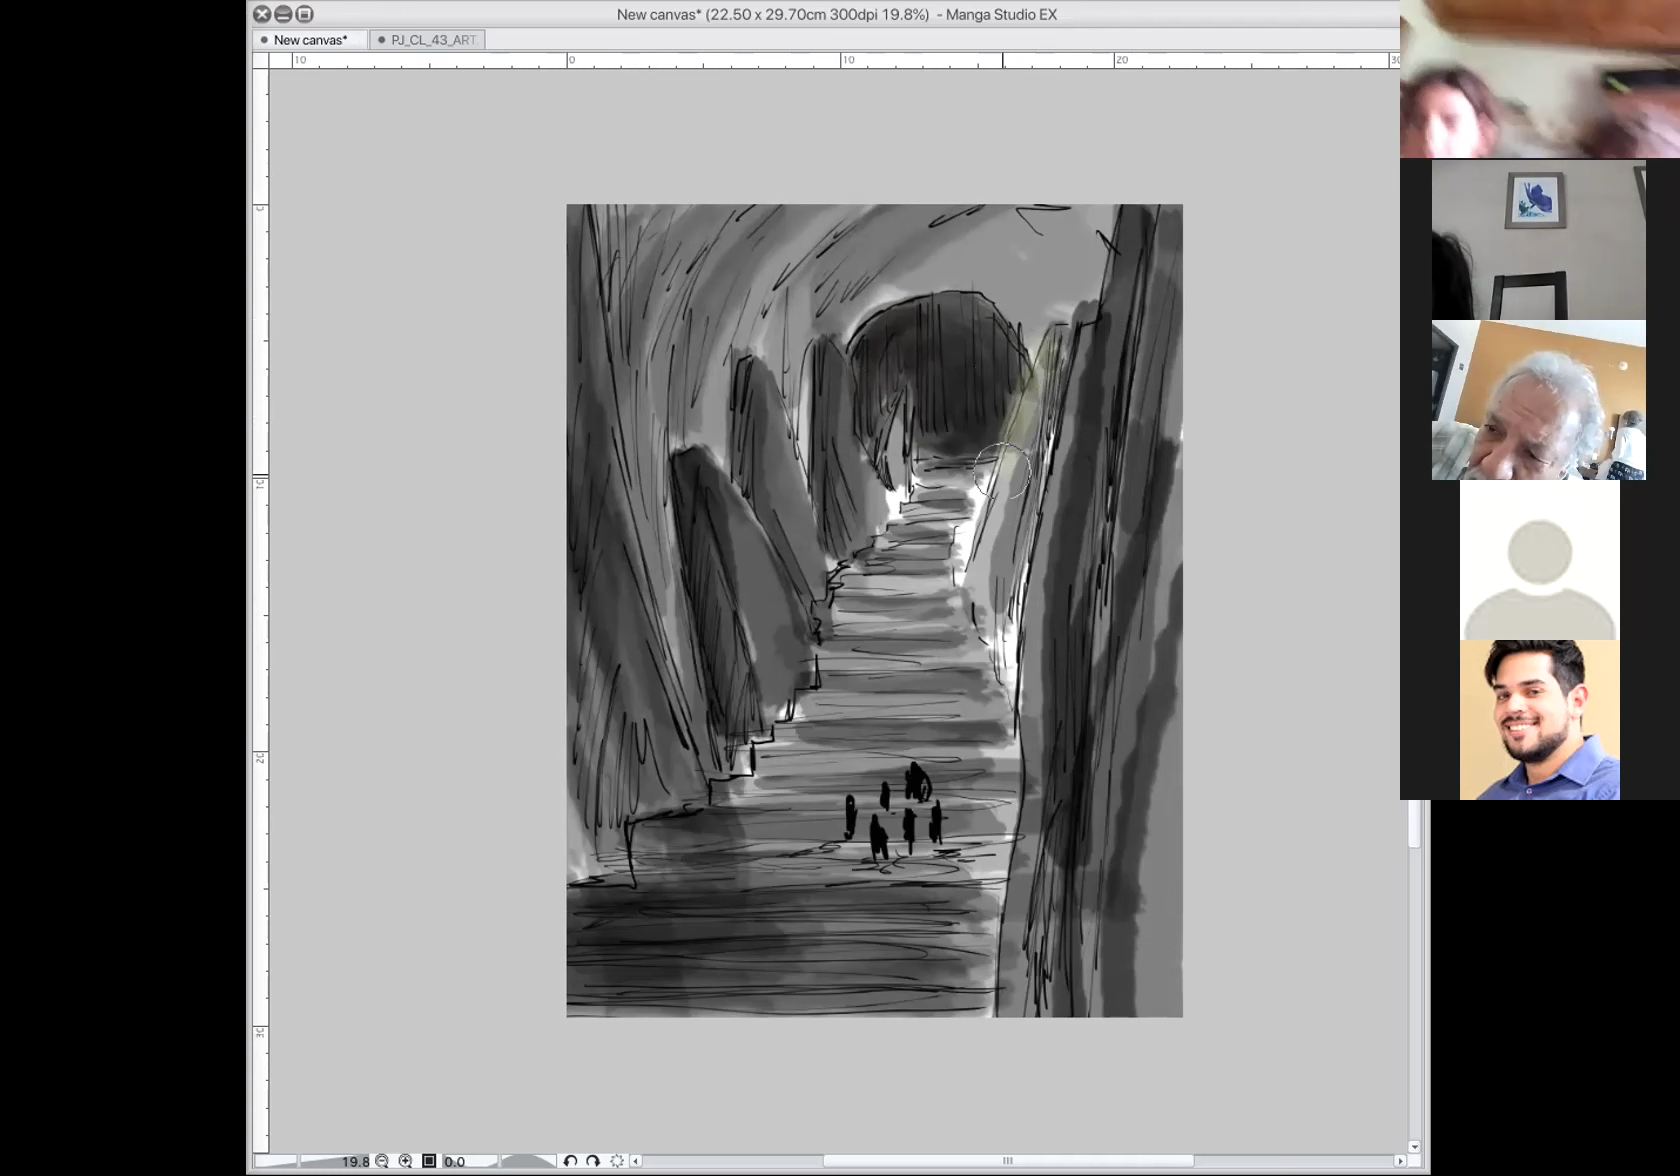 New canvas* (22.50 x 29.70cm 300dpi 19.8%) - Manga Studio EX
New canvas*
PJ_CL_43_ART
10 0 10 20 30
19.8
0.0